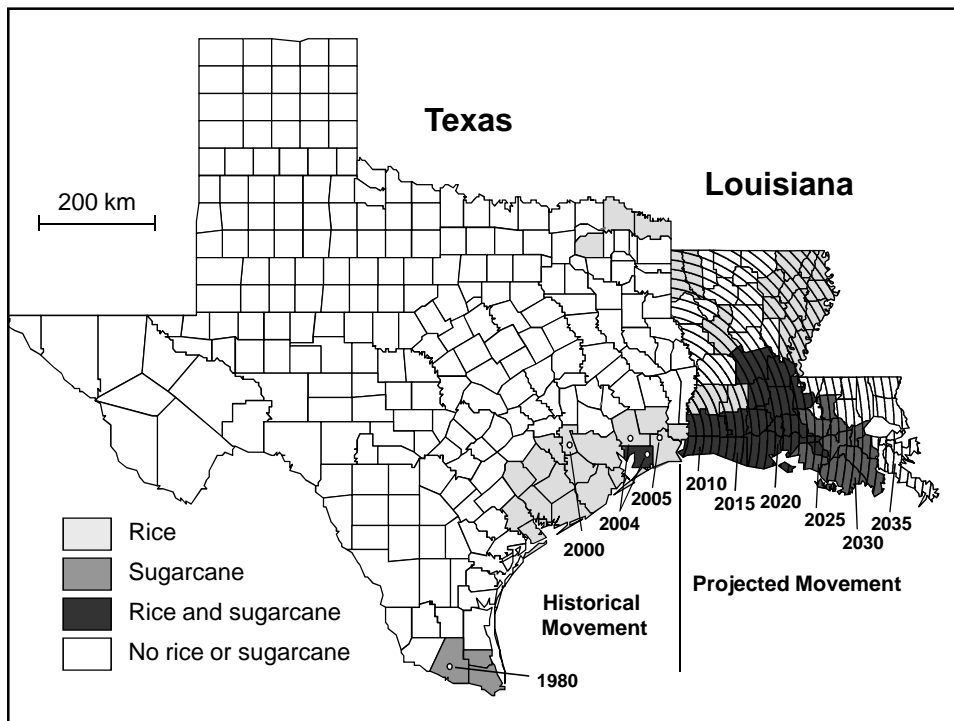 Texas
Louisiana
200 km
2010
2015
2020
2025
2030
2035
2005
2004
2000
Rice
Sugarcane
Rice and sugarcane
No rice or sugarcane
Historical
Movement
Projected Movement
1980